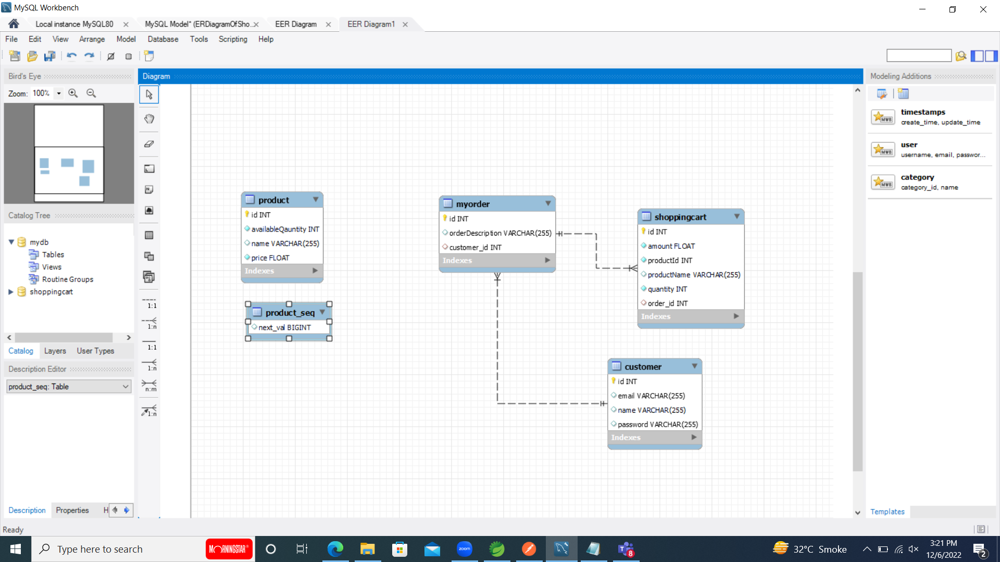 MySQL Workbench
Local instance MySQL80
MySQL Model* (ERDiagramOfSho..
EER Diagram
EER Diagram1
File Edit View Arrange Model Database Tools Scripting Help
Bird's Eye
Zoom: 100%
Catalog Tree
mydb
Tables
Views
Routine Groups
shoppingcart
Catalog Layers User Types
Description Editor
product_seq: Table
Description Properties H
Ready
Diagram
1:1
1:n
1:1
1:n
n:m
1:n
product
id INT
availableQauntity INT
name VARCHAR(255)
price FLOAT
Indexes
product_seq
next_val BIGINT
myorder
id INT
orderDescription VARCHAR(255)
customer_id INT
Indexes
shoppingcart
id INT
amount FLOAT
productId INT
productName VARCHAR(255)
quantity INT
order_id INT
Indexes
customer
id INT
email VARCHAR(255)
name VARCHAR(255)
password VARCHAR(255)
Indexes
Modeling Additions
timestamps
create_time, update_time
user
username, email, passwor...
category
category_id, name
MWB
MWB
MWB
Templates
Type here to search
MORNINGSTAR
zoom
8
32°C Smoke
3:21 PM
12/6/2022
2